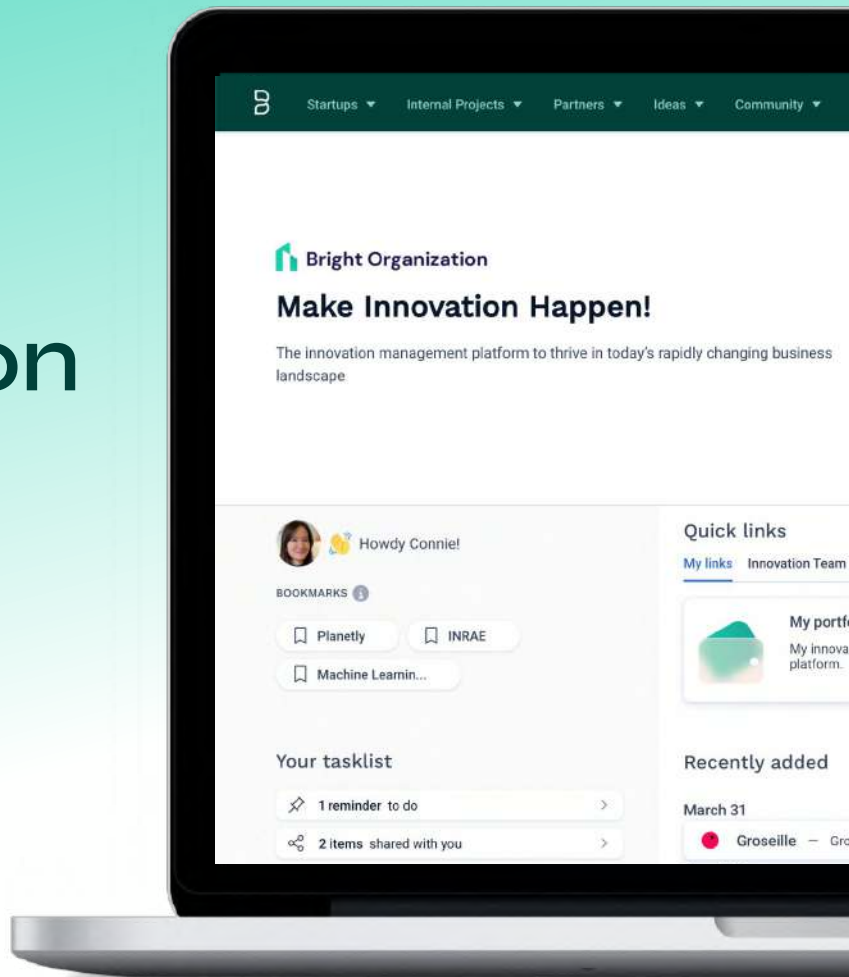 on
Startups
Internal Projects
Partners
Ideas
Community
Bright Organization
Make Innovation Happen!
The innovation management platform to thrive in today's rapidly changing business
landscape
Howdy Connie!
BOOKMARKS
Planetly
INRAE
Machine Learnin...
Your tasklist
1 reminder to do
2 items shared with you
Quick links
My links Innovation Team
My portf
My innova
platform.
Recently added
March 31
Groseille – Gro